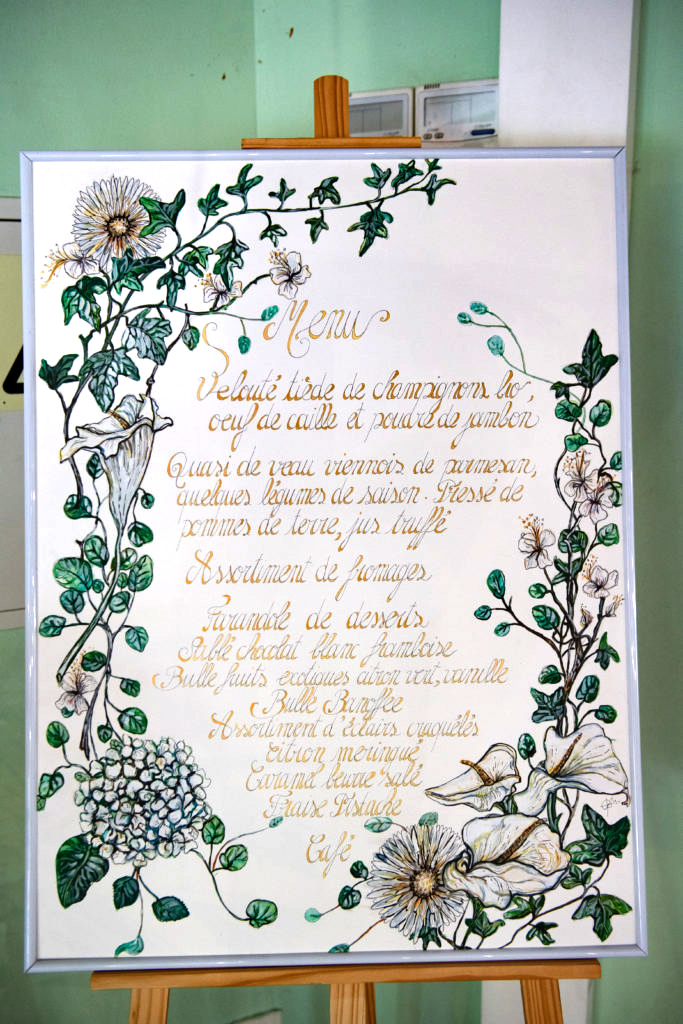 Menu
Velouté tiède de champignons bio,
oeuf de caille et poudre de jambon
Quasi de veau viennois de parmesan,
quelques légumes de saison. Pressé de
pommes de terre, jus truffé
Assortiment de fromages
Farandole de desserts
Sablé chocolat blanc framboise
Bulle fruits exotiques citron vert, vanille
Bulle Banoffee
Assortiment d'éclairs craquelés
Citron meringué
Caramel beurre salé
Fraise Pistache
Café